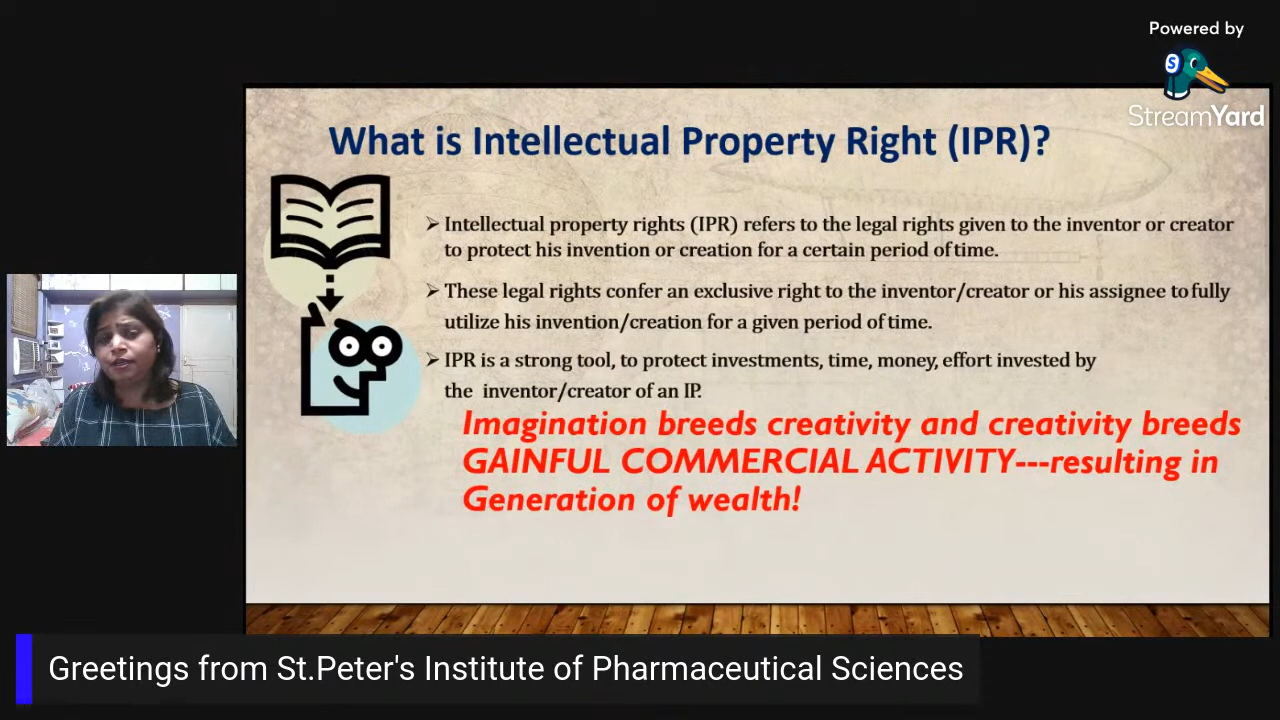 Powered by
StreamYard
What is Intellectual Property Right (IPR)?
➢ Intellectual property rights (IPR) refers to the legal rights given to the inventor or creator
to protect his invention or creation for a certain period of time.
➢ These legal rights confer an exclusive right to the inventor/creator or his assignee to fully
utilize his invention/creation for a given period of time.
➢ IPR is a strong tool, to protect investments, time, money, effort invested by
the inventor/creator of an IP.
Imagination breeds creativity and creativity breeds
GAINFUL COMMERCIAL ACTIVITY---resulting in
Generation of wealth!
Greetings from St.Peter's Institute of Pharmaceutical Sciences